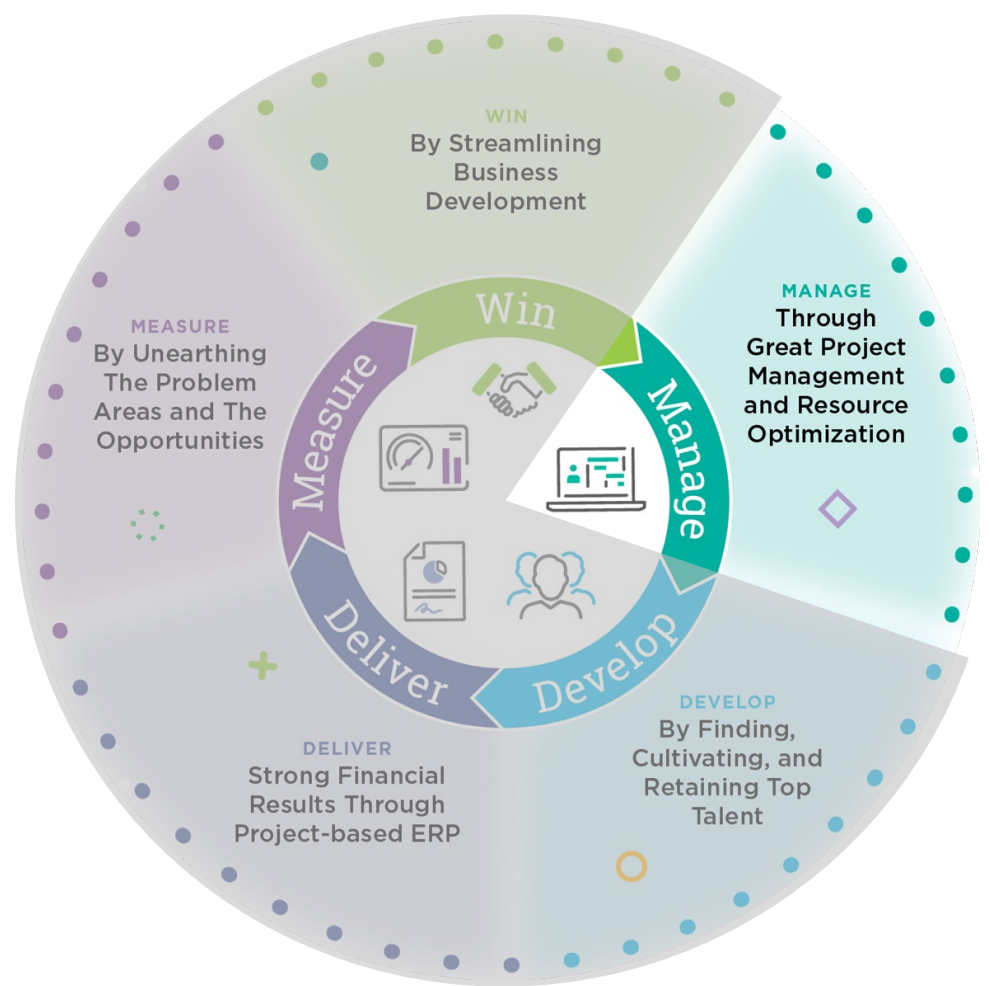 WIN
By Streamlining
Business
Development
MANAGE
Through
Great Project
Management
and Resource
Optimization
DEVELOP
By Finding,
Cultivating, and
Retaining Top
Talent
DELIVER
Strong Financial
Results Through
Project-based ERP
MEASURE
By Unearthing
The Problem
Areas and The
Opportunities
Win
Manage
Develop
Deliver
Measure